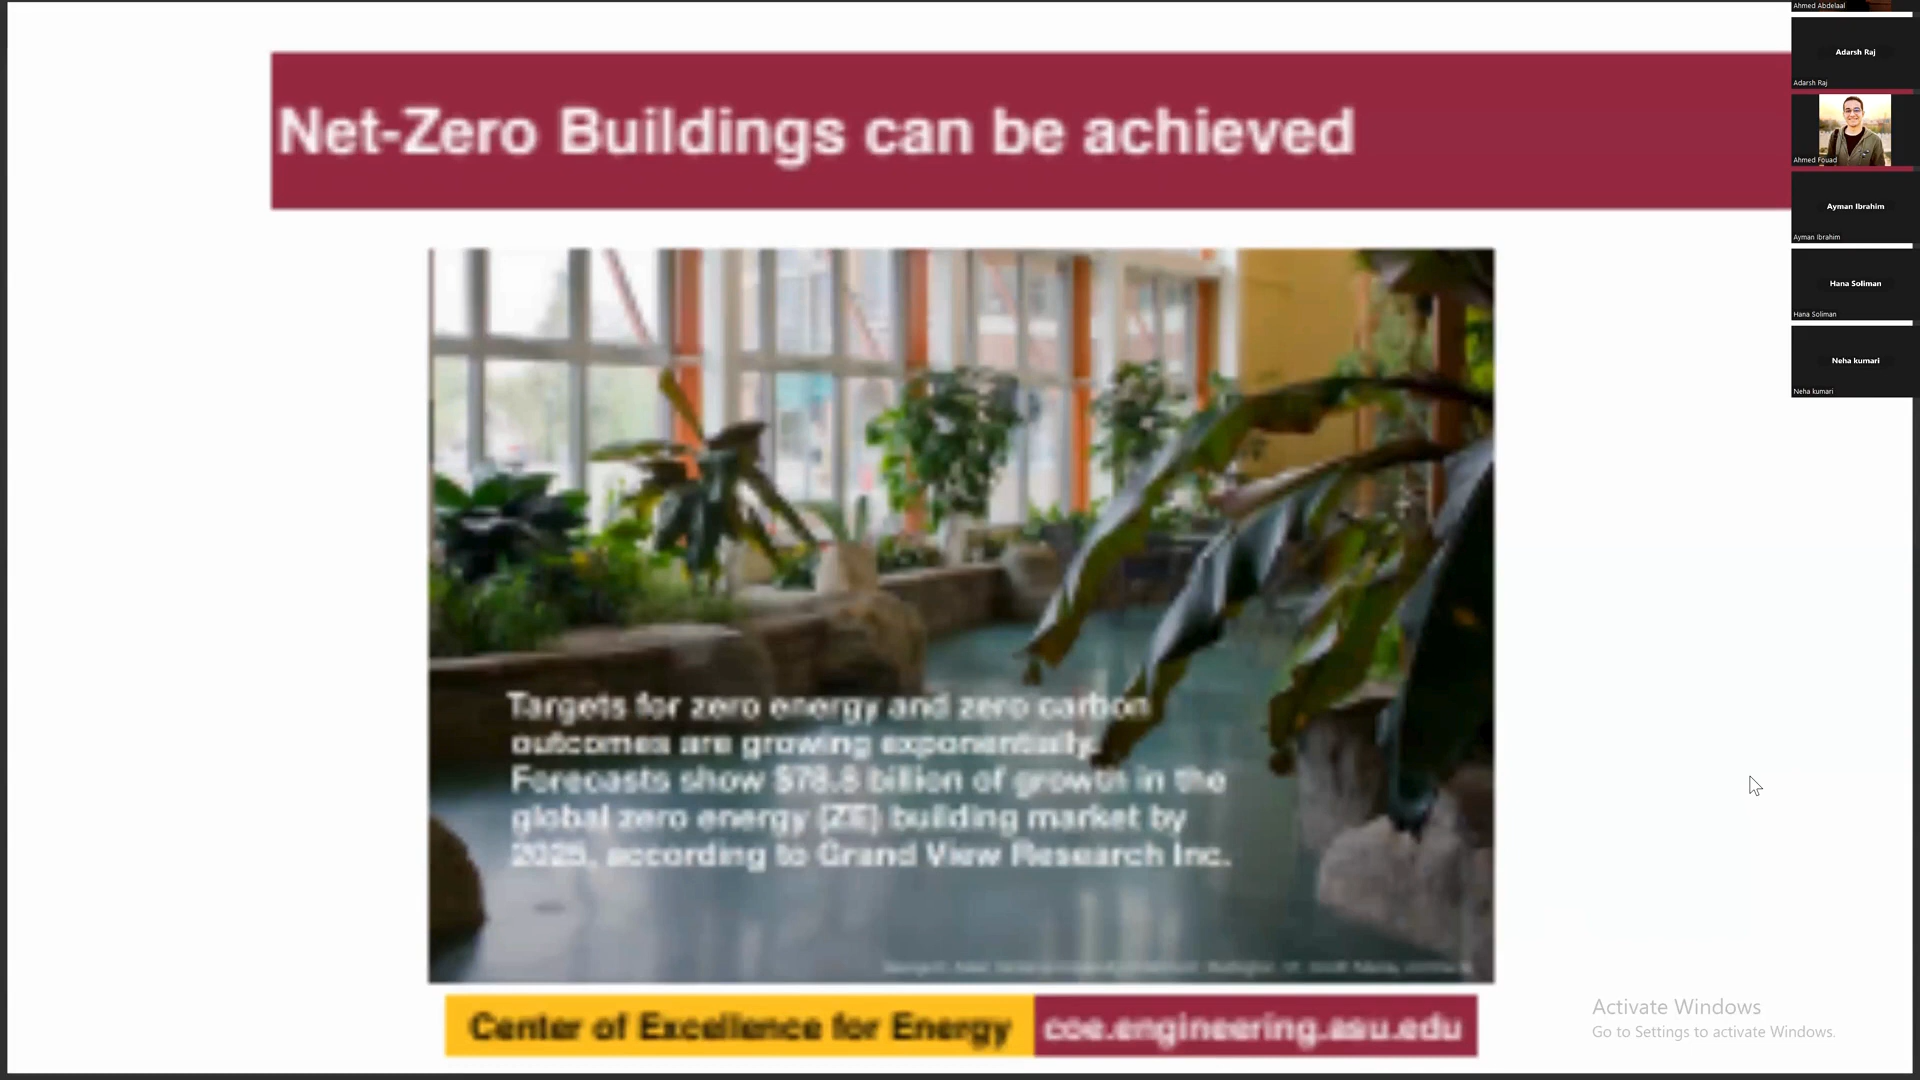 Net-Zero Buildings can be achieved
Targets for zero energy and zero carbon
outcomes are growing exponentially.
Forecasts show $78.8 billion of growth in the
global zero energy (ZE) building market by
2025, according to Grand View Research Inc.
Center of Excellence for Energy
coe.engineering.asu.edu
Ahmed Abdelaal
Adarsh Raj
Adarsh Raj
Ahmed Fouad
Ayman Ibrahim
Ayman Ibrahim
Hana Soliman
Hana Soliman
Neha kumari
Neha kumari
Activate Windows
Go to Settings to activate Windows.